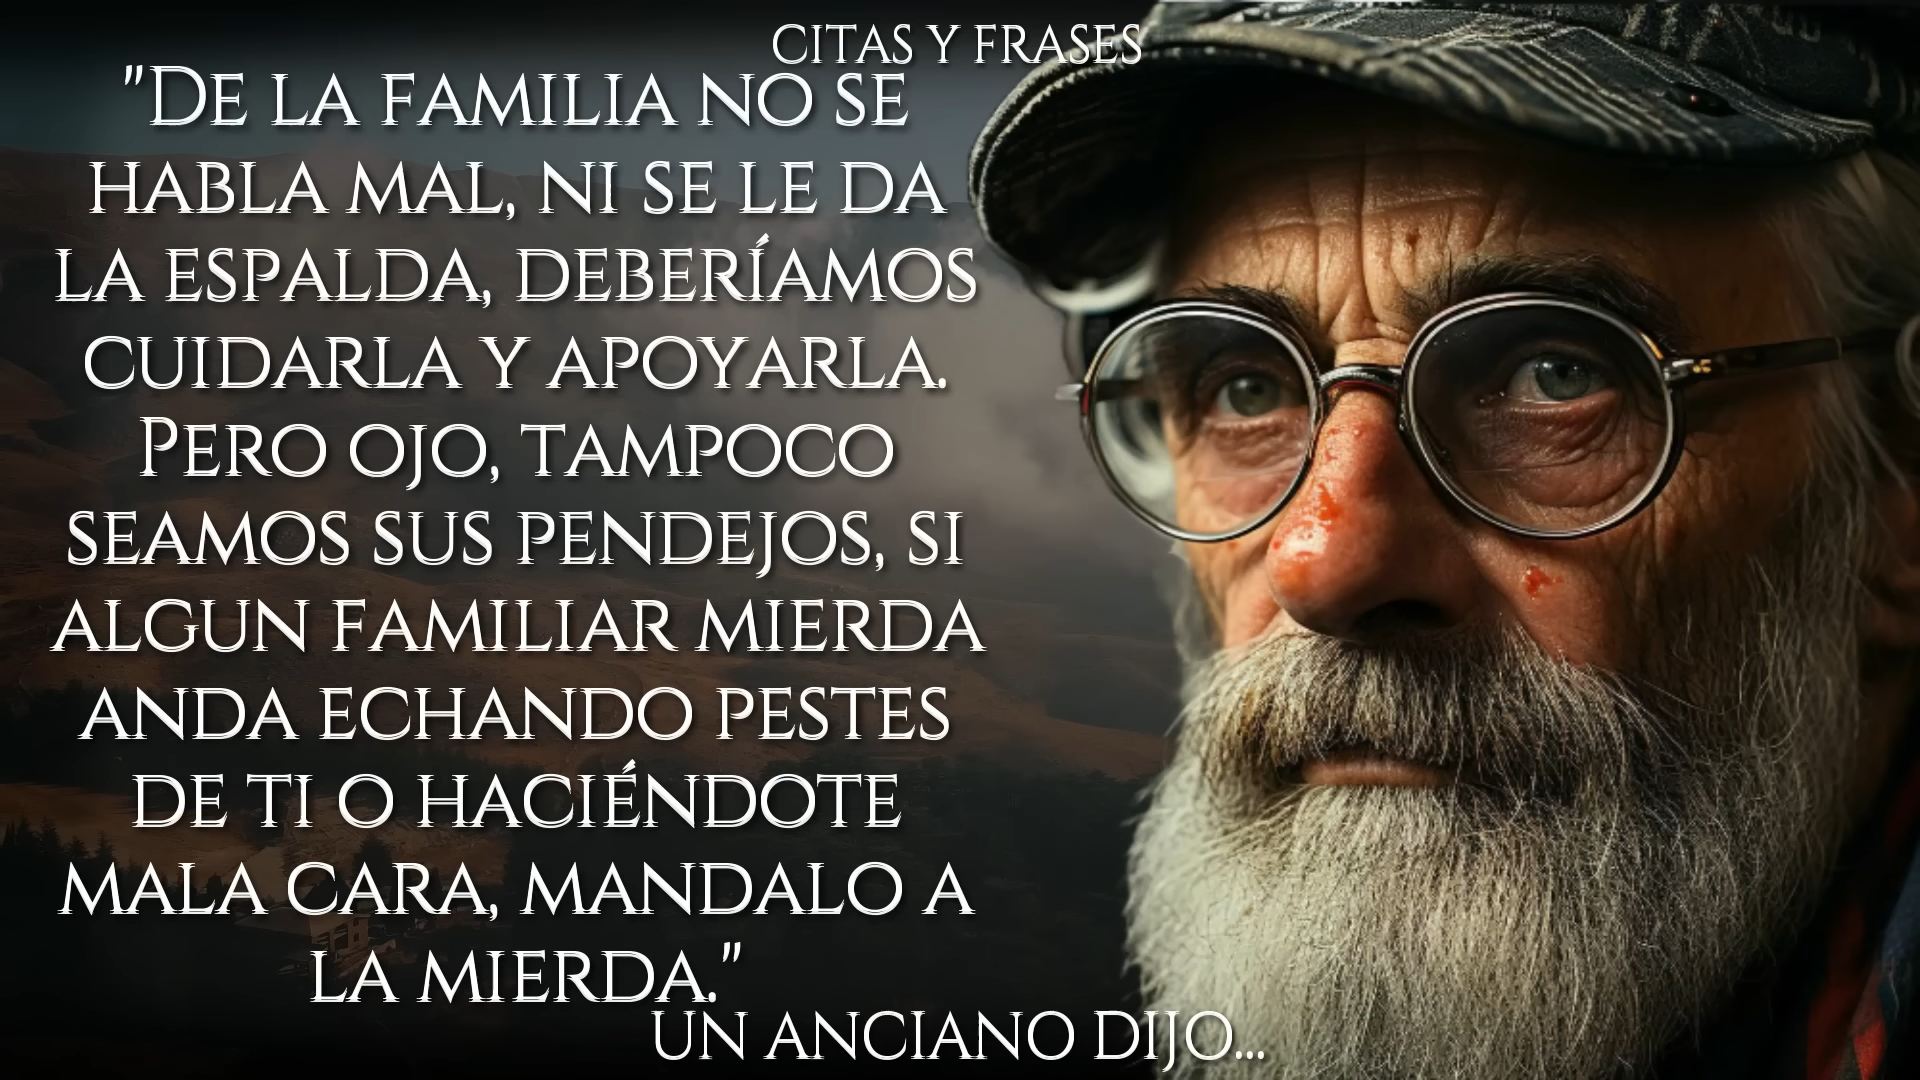 CITAS Y FRASES
"DE LA FAMILIA NO SE
HABLA MAL, NI SE LE DA
LA ESPALDA, DEBERÍAMOS
CUIDARLA Y APOYARLA.
PERO OJO, TAMPOCO
SEAMOS SUS PENDEJOS, SI
ALGUN FAMILIAR MIERDA
ANDA ECHANDO PESTES
DE TI O HACIÉNDOTE
MALA CARA, MANDALO A
LA MIERDA."
UN ANCIANO DIJO...